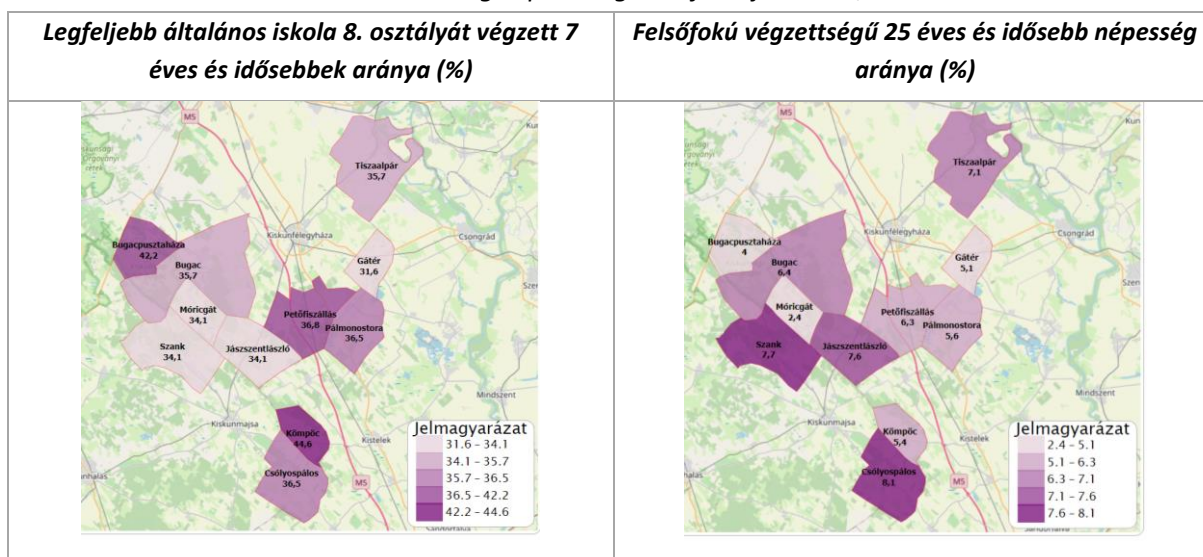 Legfeljebb általános iskola 8. osztályát végzett 7
éves és idősebbek aránya (%)
Felsőfokú végzettségű 25 éves és idősebb népesség
aránya (%)
M5
Tiszaalpár
35,7
Kiskunfélegyháza
Csongrád
Bugacpusztaháza
42,2
Bugac
35,7
Gátér
31,6
Móricgát
34,1
Petőfiszállás
36,8
Pálmonostora
36,5
Szank
34,1
Jászszentlászló
34,1
Mindszent
Kiskunmajsa
Kömpöc
44,6
Kistelek
Csólyospálos
36,5
M5
Jelmagyarázat
31.6 - 34.1
34.1 - 35.7
35.7 - 36.5
36.5 - 42.2
42.2 - 44.6
M5
Tiszaalpár
7,1
Kiskunfélegyháza
Csongrád
Bugacpusztaháza
4
Bugac
6,4
Gátér
5,1
Móricgát
2,4
Petőfiszállás
6,3
Pálmonostora
5,6
Szank
7,7
Jászszentlászló
7,6
Mindszent
Kiskunmajsa
Kömpöc
5,4
Kistelek
Csólyospálos
8,1
M5
Jelmagyarázat
2.4 - 5.1
5.1 - 6.3
6.3 - 7.1
7.1 - 7.6
7.6 - 8.1